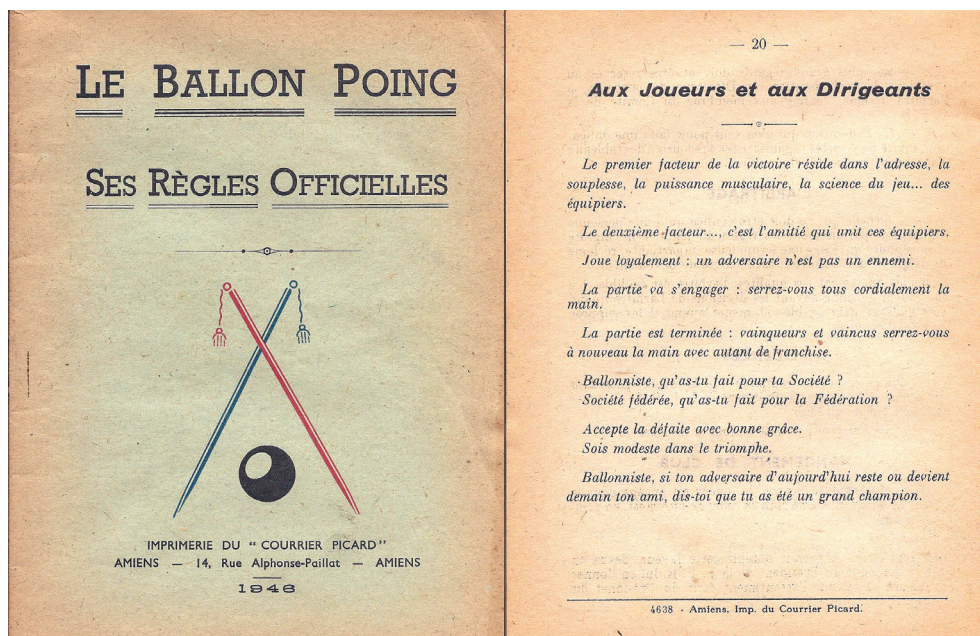 LE BALLON POING
SES RÈGLES OFFICIELLES
IMPRIMERIE DU “ COURRIER PICARD”
AMIENS — 14, Rue Alphonse-Paillat — AMIENS
1946
— 20 —
Aux Joueurs et aux Dirigeants
Le premier facteur de la victoire réside dans l'adresse, la
souplesse, la puissance musculaire, la science du jeu... des
équipiers.
Le deuxième facteur..., c'est l'amitié qui unit ces équipiers.
Joue loyalement : un adversaire n'est pas un ennemi.
La partie va s'engager : serrez-vous tous cordialement la
main.
La partie est terminée : vainqueurs et vaincus serrez-vous
à nouveau la main avec autant de franchise.
Ballonniste, qu'as-tu fait pour ta Société ?
Société fédérée, qu'as-tu fait pour la Fédération ?
Accepte la défaite avec bonne grâce.
Sois modeste dans le triomphe.
Ballonniste, si ton adversaire d'aujourd'hui reste ou devient
demain ton ami, dis-toi que tu as été un grand champion.
4638 - Amiens, Imp. du Courrier Picard.